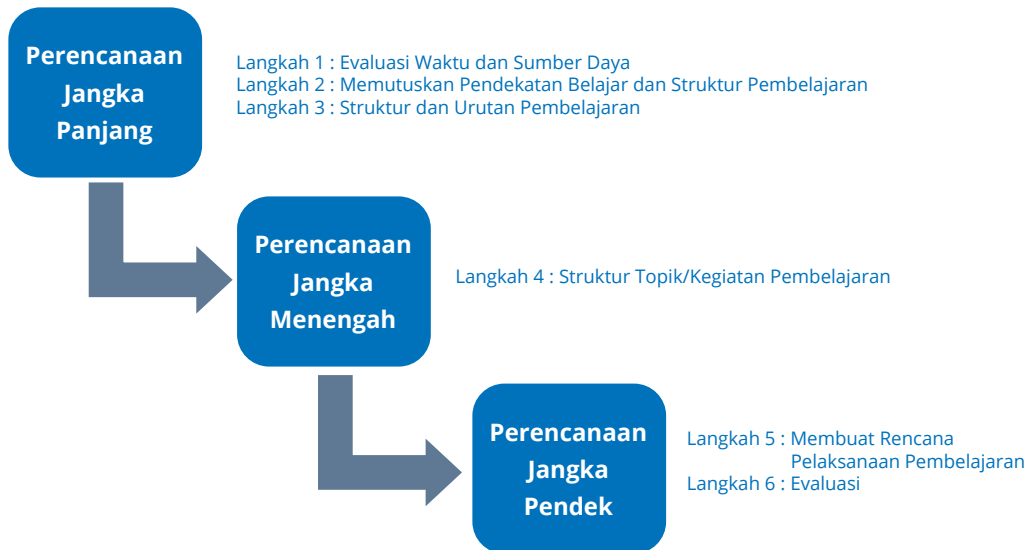 Perencanaan
Jangka
Panjang
Langkah 1 : Evaluasi Waktu dan Sumber Daya
Langkah 2 : Memutuskan Pendekatan Belajar dan Struktur Pembelajaran
Langkah 3 : Struktur dan Urutan Pembelajaran
Perencanaan
Jangka
Menengah
Langkah 4 : Struktur Topik/Kegiatan Pembelajaran
Perencanaan
Jangka
Pendek
Langkah 5 : Membuat Rencana
Pelaksanaan Pembelajaran
Langkah 6 : Evaluasi